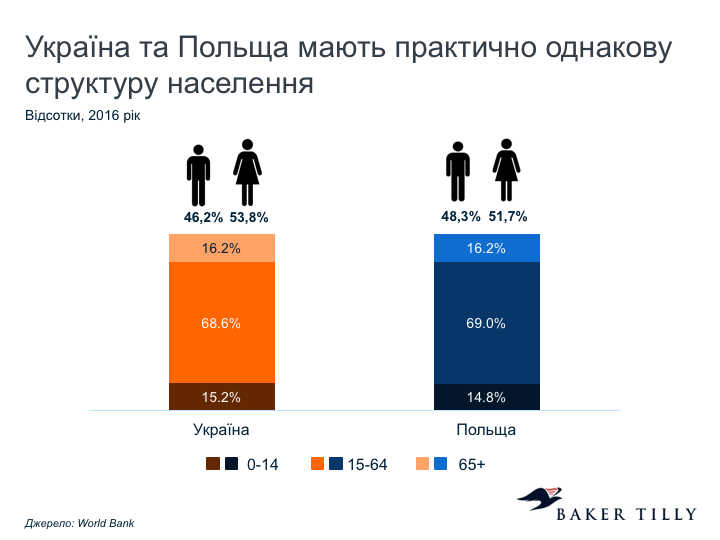 Україна та Польща мають практично однакову
структуру населення
Відсотки, 2016 рік
46,2% 53,8%
48,3% 51,7%
16.2%
16.2%
68.6%
69.0%
15.2%
14.8%
Україна
Польща
0-14
15-64
65+
BAKER TILLY
Джерело: World Bank